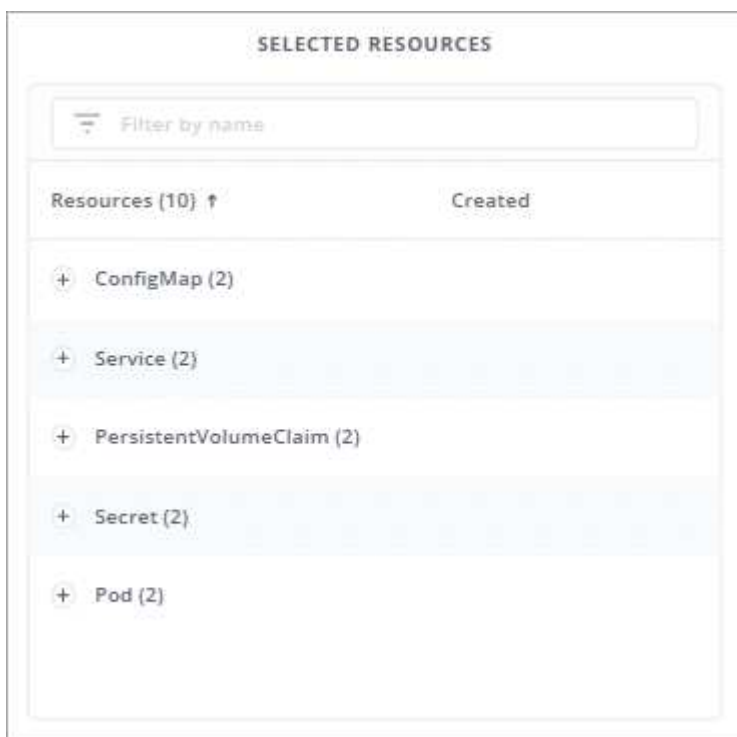 SELECTED RESOURCES
Filter by name
Resources (10) ↑ Created
+ ConfigMap (2)
+ Service (2)
+ PersistentVolumeClaim (2)
+ Secret (2)
+ Pod (2)